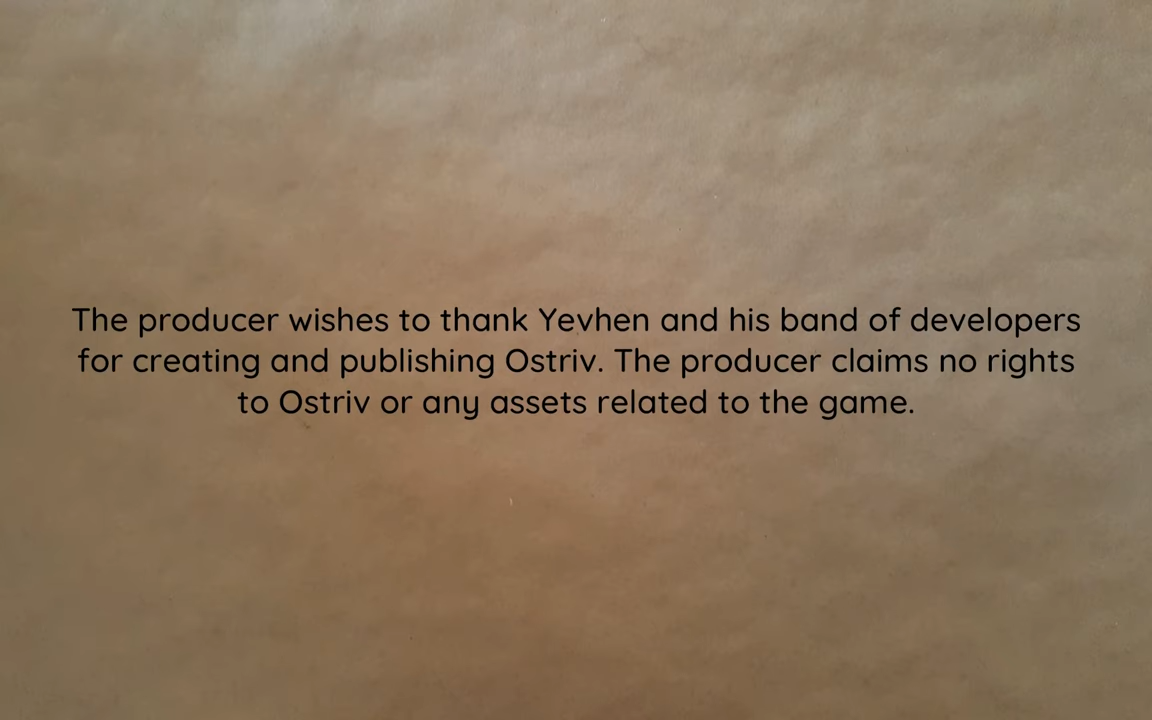 The producer wishes to thank Yevhen and his band of developers
for creating and publishing Ostriv. The producer claims no rights
to Ostriv or any assets related to the game.